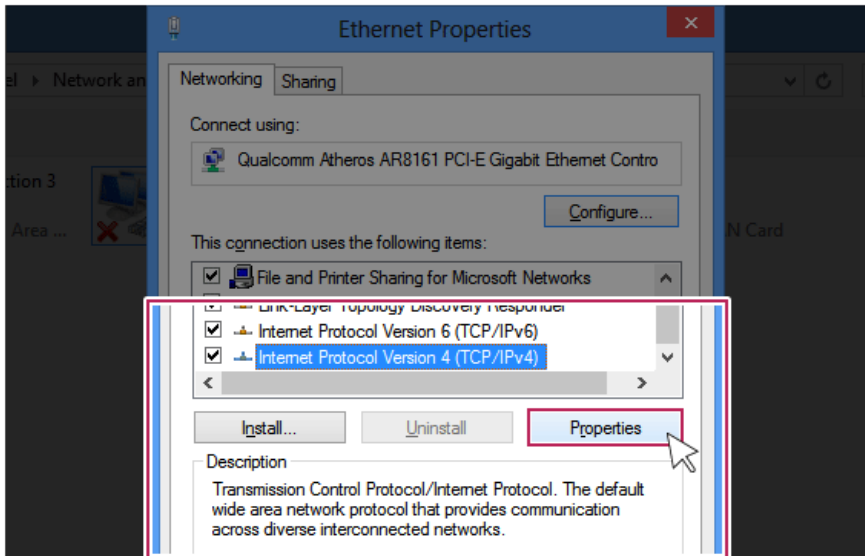 Ethernet Properties
el ▸ Network an
Networking
Sharing
Connect using:
Qualcomm Atheros AR8161 PCI-E Gigabit Ethernet Contro
ction 3
Area ...
Configure...
N Card
This connection uses the following items:
File and Printer Sharing for Microsoft Networks
Link-Layer Topology Discovery Responder
Internet Protocol Version 6 (TCP/IPv6)
Internet Protocol Version 4 (TCP/IPv4)
Install...
Uninstall
Properties
Description
Transmission Control Protocol/Internet Protocol. The default
wide area network protocol that provides communication
across diverse interconnected networks.